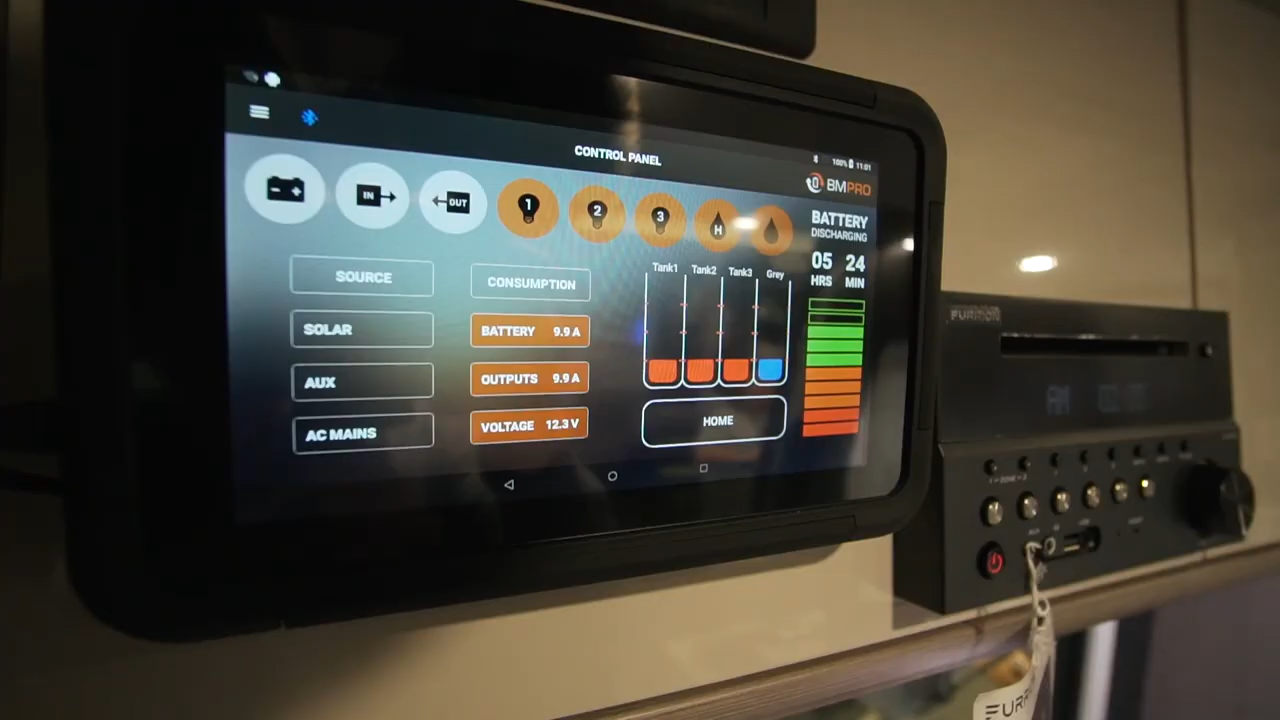 CONTROL PANEL
100% 11:01
BMPRO
IN
OUT
1
2
3
H
BATTERY
DISCHARGING
05 24
HRS MIN
SOURCE
SOLAR
AUX
AC MAINS
CONSUMPTION
BATTERY 9.9 A
OUTPUTS 9.9 A
VOLTAGE 12.3 V
Tank1 Tank2 Tank3 Grey
HOME
FURRION